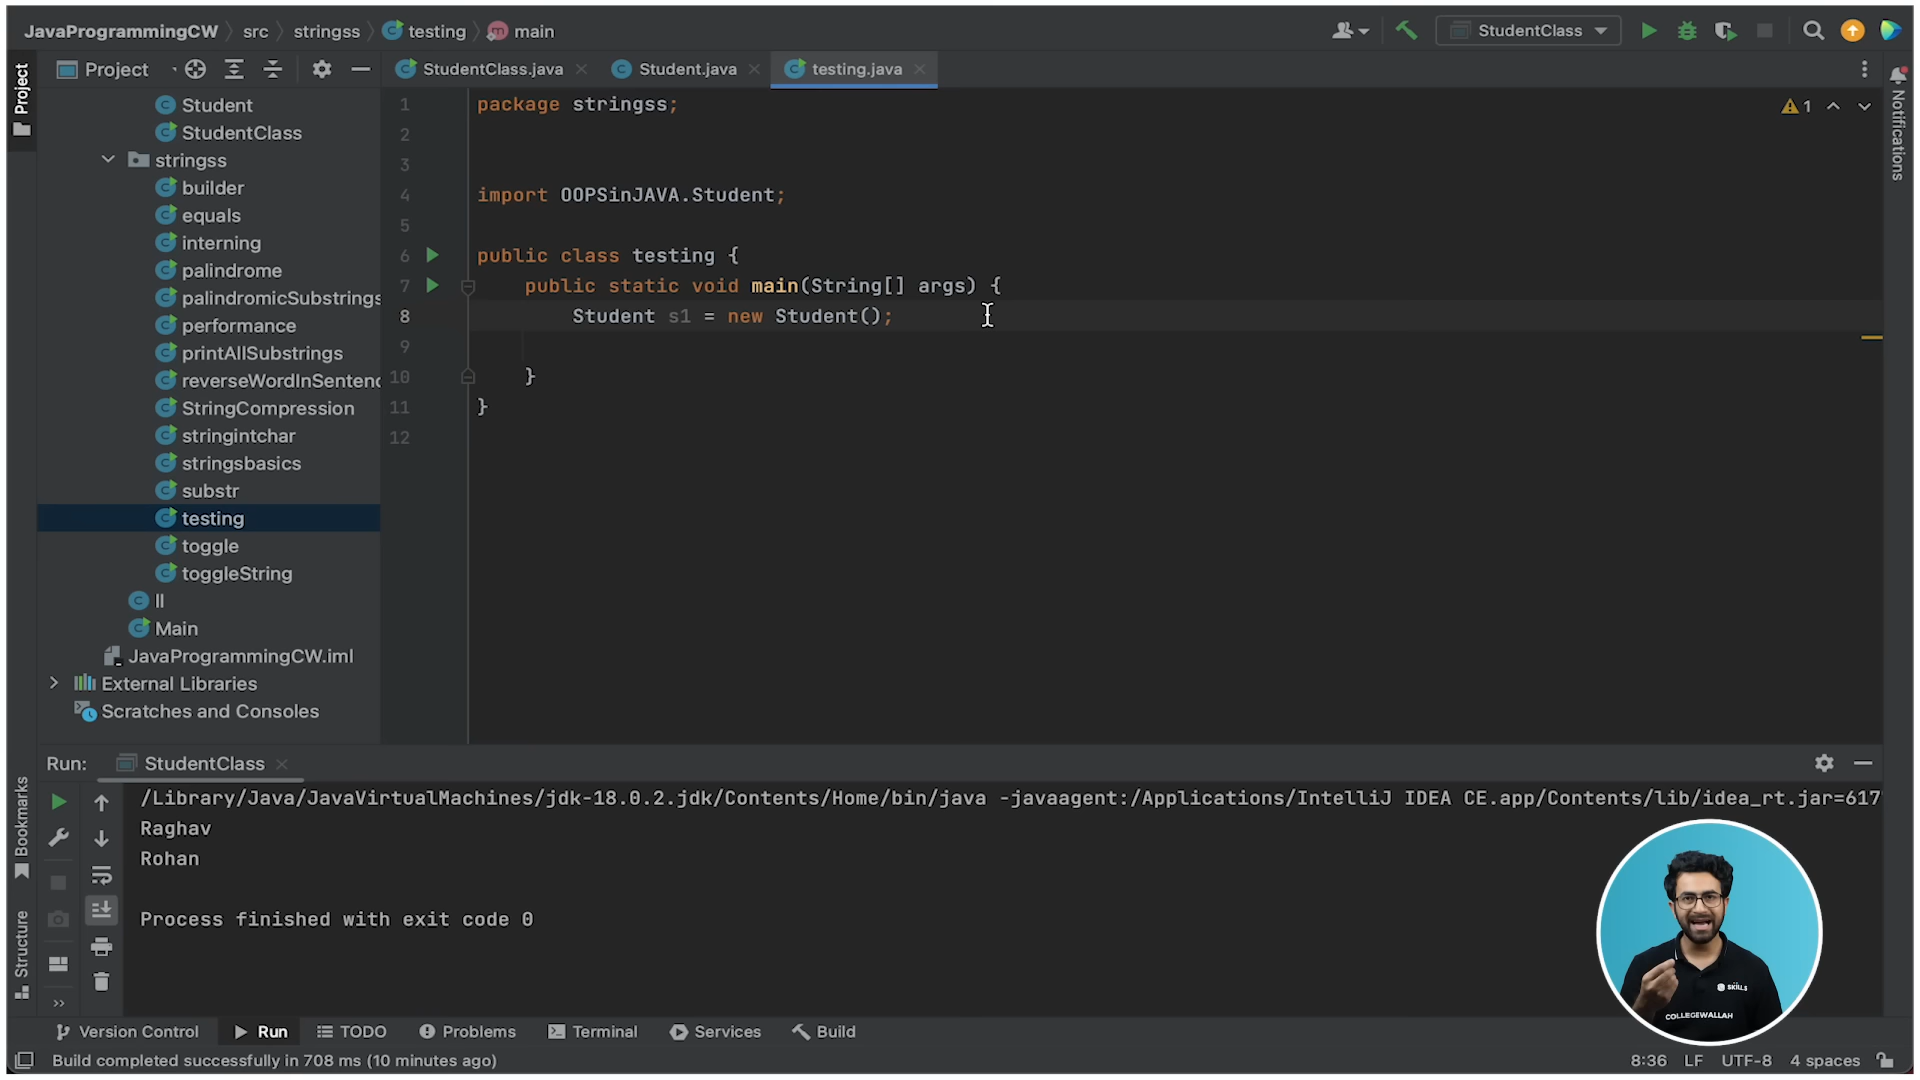 JavaProgrammingCW src stringss testing main
StudentClass
Project
StudentClass.java Student.java testing.java
Project
Student
StudentClass
stringss
builder
equals
interning
palindrome
palindromicSubstrings
performance
printAllSubstrings
reverseWordInSentenc
StringCompression
stringintchar
stringsbasics
substr
testing
toggle
toggleString
ll
Main
JavaProgrammingCW.iml
External Libraries
Scratches and Consoles
1 package stringss;
2
3
4 import OOPSinJAVA.Student;
5
6 public class testing {
7 public static void main(String[] args) {
8 Student s1 = new Student();
9
10 }
11 }
12
1
Notifications
Run: StudentClass
/Library/Java/JavaVirtualMachines/jdk-18.0.2.jdk/Contents/Home/bin/java -javaagent:/Applications/IntelliJ IDEA CE.app/Contents/lib/idea_rt.jar=617
Raghav
Rohan
Process finished with exit code 0
Bookmarks
Structure
SKILLS
COLLEGEWALLAH
Version Control Run TODO Problems Terminal Services Build
Build completed successfully in 708 ms (10 minutes ago)
8:36 LF UTF-8 4 spaces